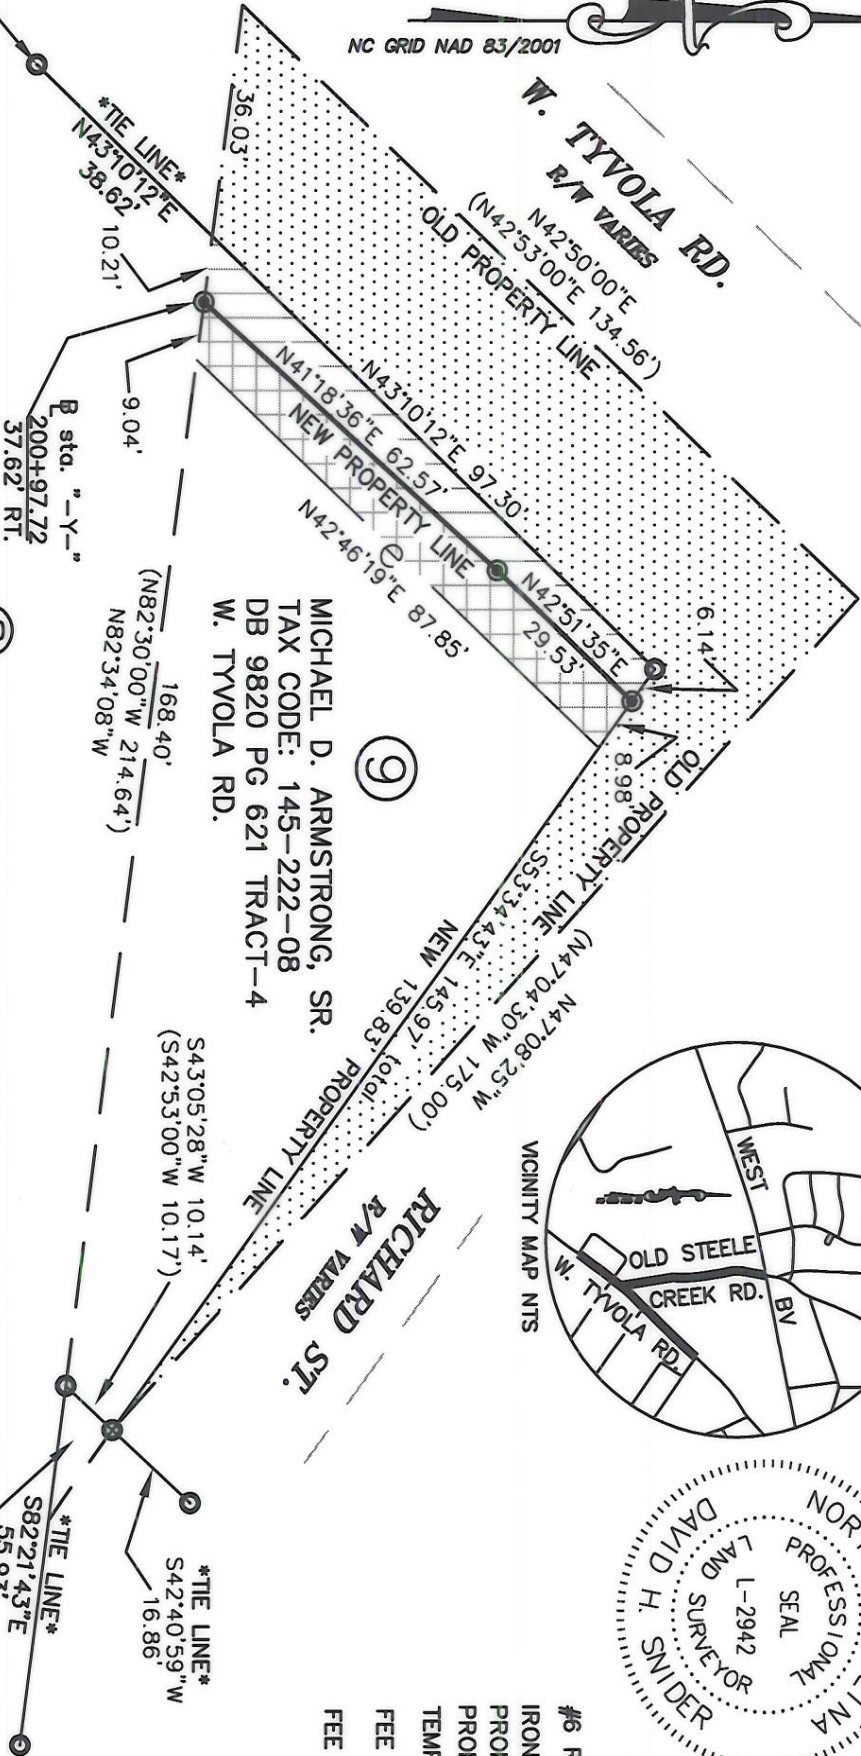 NC GRID NAD 83/2001
W. TYVOLA RD.
R/W VARIES
N42°50'00"E
(N42°53'00"E 134.56')
OLD PROPERTY LINE
36.03'
*TIE LINE*
N43°10'12"E
38.62'
10.21'
9.04'
N43°10'12"E 97.30'
N41°18'36"E 62.57'
NEW PROPERTY LINE
e
N42°46'19"E 87.85'
N42°51'35"E
29.53'
6.14'
8.98'
OLD PROPERTY LINE
(N47°04'30"W 175.00')
N47°08'25"W
S53°34'43"E 145.97' total
139.83'
NEW PROPERTY LINE
RICHARD ST.
R/W VARIES
BL sta. "-Y-"
200+97.72
37.62' RT.
168.40'
(N82°30'00"W 214.64')
N82°34'08"W
9
MICHAEL D. ARMSTRONG, SR.
TAX CODE: 145-222-08
DB 9820 PG 621 TRACT-4
W. TYVOLA RD.
S43°05'28"W 10.14'
(S42°53'00"W 10.17')
*TIE LINE*
S42°40'59"W
16.86'
*TIE LINE*
S82°21'43"E
VICINITY MAP NTS
WEST
BV
OLD STEELE
CREEK RD.
W. TYVOLA RD.
PROFESSIONAL
SEAL
L-2942
LAND SURVEYOR
DAVID H. SNIDER
#6
IRON
FEE
FEE